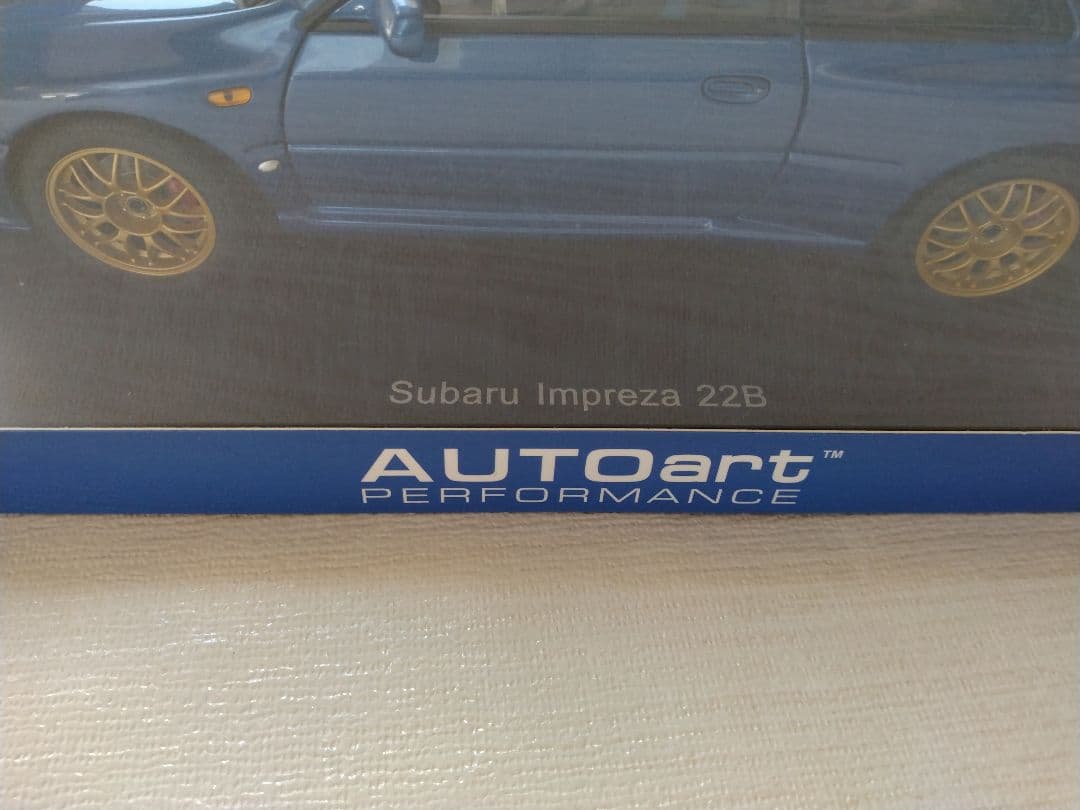 Subaru Impreza 22B
AUTOart™
PERFORMANCE